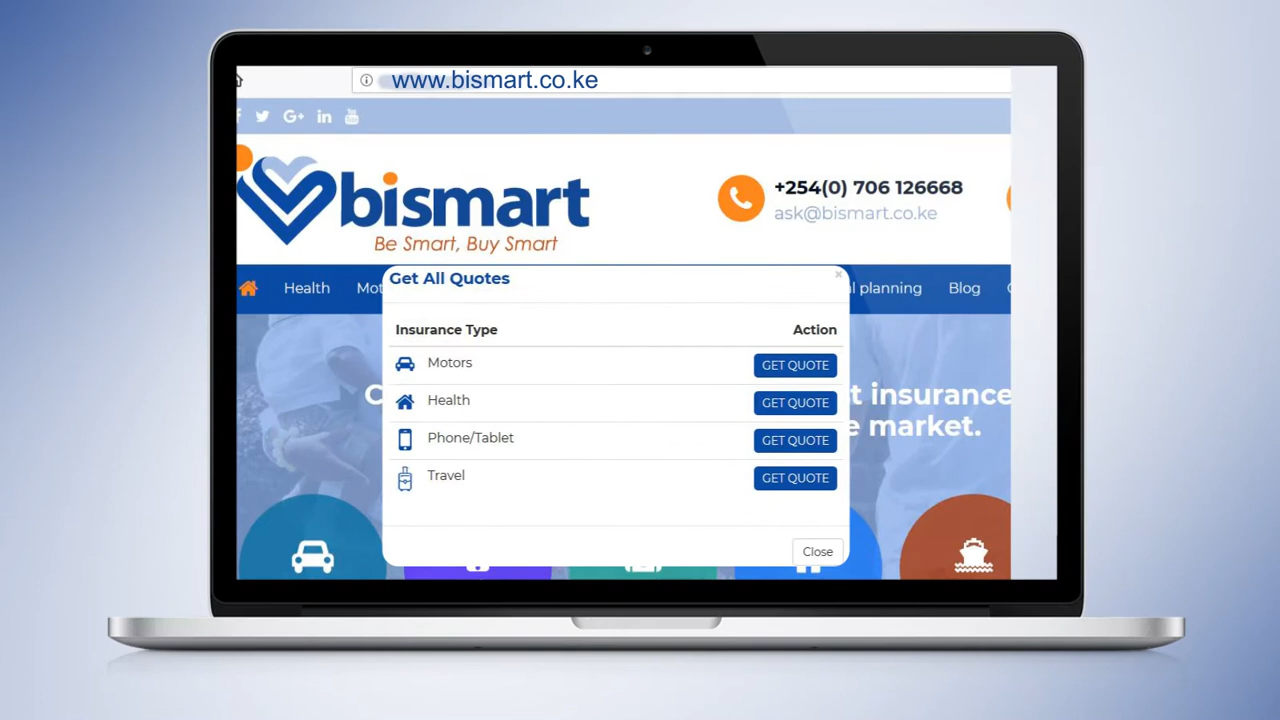 www.bismart.co.ke
bismart
Be Smart, Buy Smart
+254(0) 706 126668
ask@bismart.co.ke
Health
planning
Blog
Get All Quotes
×
Insurance Type Action
Motors GET QUOTE
Health GET QUOTE
Phone/Tablet GET QUOTE
Travel GET QUOTE
insurance
market.
Close